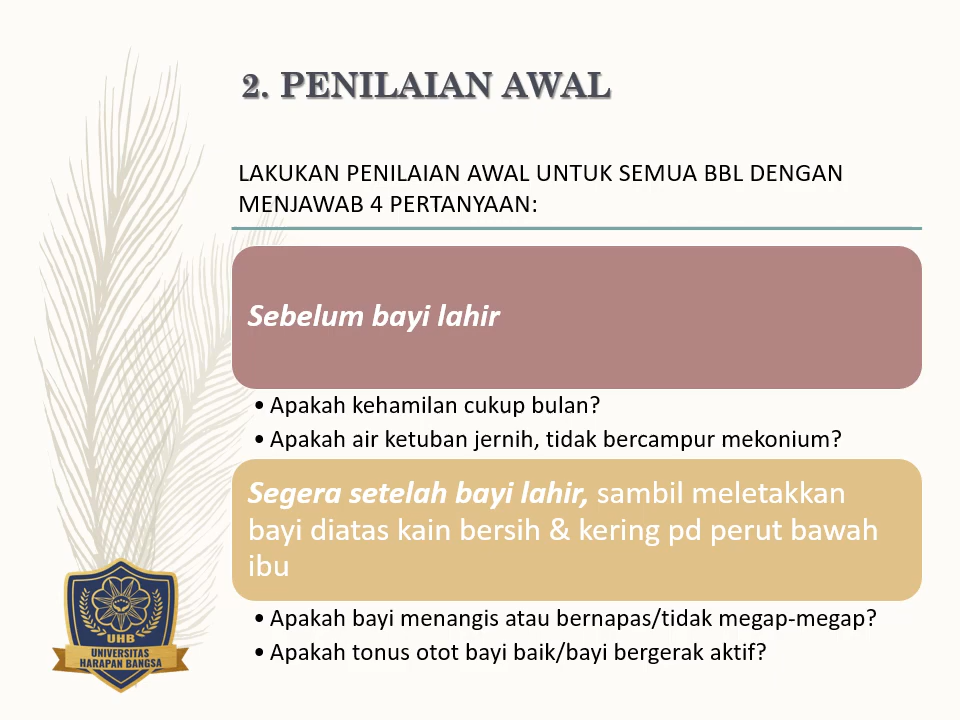 2. PENILAIAN AWAL
LAKUKAN PENILAIAN AWAL UNTUK SEMUA BBL DENGAN
MENJAWAB 4 PERTANYAAN:
Sebelum bayi lahir
• Apakah kehamilan cukup bulan?
• Apakah air ketuban jernih, tidak bercampur mekonium?
Segera setelah bayi lahir, sambil meletakkan
bayi diatas kain bersih & kering pd perut bawah
ibu
• Apakah bayi menangis atau bernapas/tidak megap-megap?
• Apakah tonus otot bayi baik/bayi bergerak aktif?
UHB
UNIVERSITAS
HARAPAN BANGSA